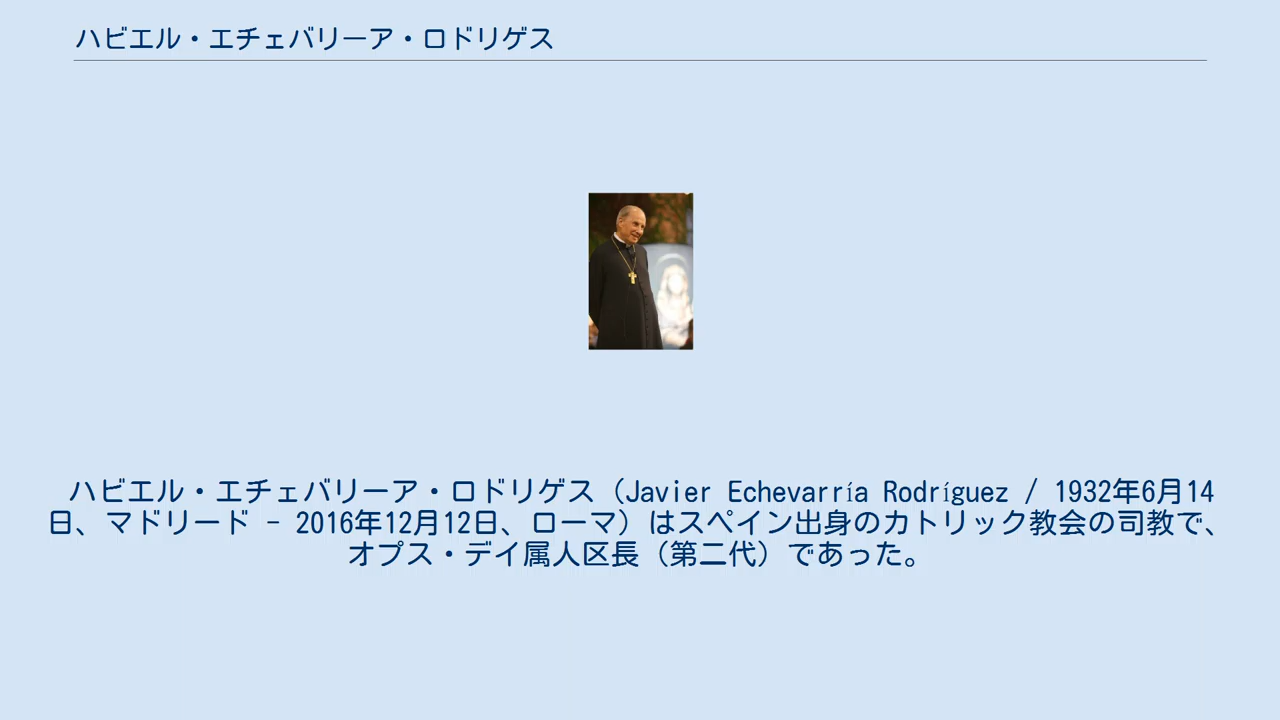 ハビエル・エチェバリーア・ロドリゲス
ハビエル・エチェバリーア・ロドリゲス（Javier Echevarría Rodríguez / 1932年6月14
日、マドリード － 2016年12月12日、ローマ）はスペイン出身のカトリック教会の司教で、
オプス・デイ属人区長（第二代）であった。